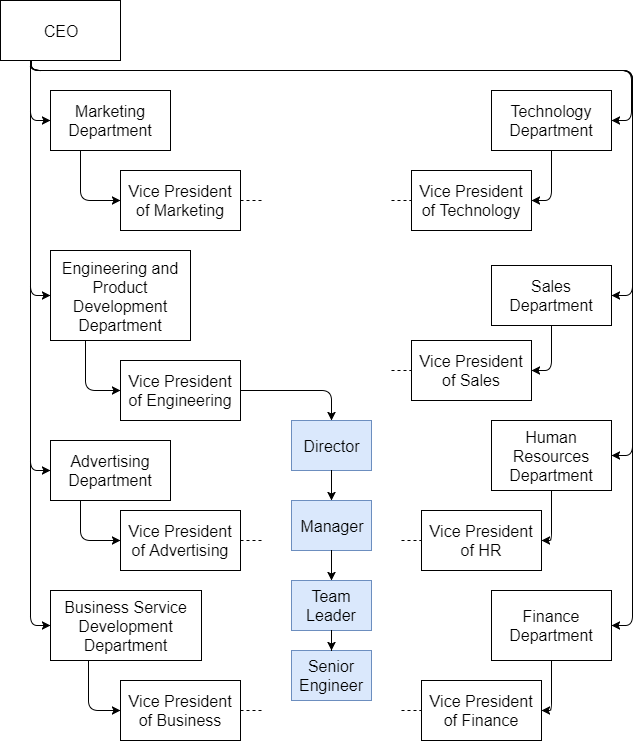 CEO
Marketing
Department
Technology
Department
Vice President
of Marketing
Vice President
of Technology
Engineering and
Product
Development
Department
Sales
Department
Vice President
of Engineering
Vice President
of Sales
Director
Advertising
Department
Human
Resources
Department
Manager
Vice President
of Advertising
Vice President
of HR
Team
Leader
Business Service
Development
Department
Finance
Department
Senior
Engineer
Vice President
of Business
Vice President
of Finance